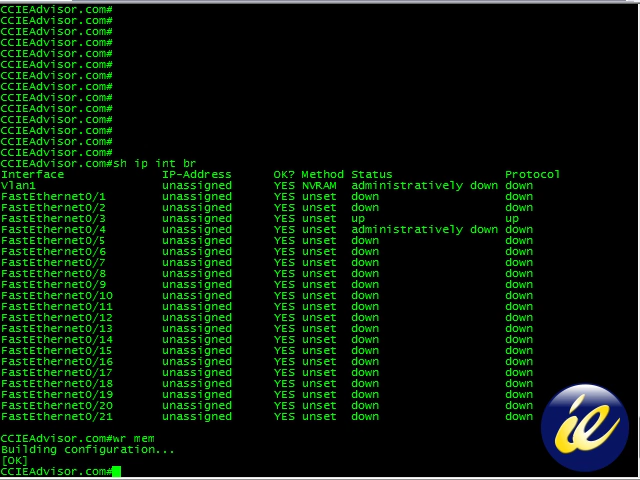 CCIEAdvisor.com#
CCIEAdvisor.com#
CCIEAdvisor.com#
CCIEAdvisor.com#
CCIEAdvisor.com#
CCIEAdvisor.com#
CCIEAdvisor.com#
CCIEAdvisor.com#
CCIEAdvisor.com#
CCIEAdvisor.com#
CCIEAdvisor.com#
CCIEAdvisor.com#
CCIEAdvisor.com#
CCIEAdvisor.com#
CCIEAdvisor.com#sh ip int br
Interface IP-Address OK? Method Status Protocol
Vlan1 unassigned YES NVRAM administratively down down
FastEthernet0/1 unassigned YES unset down down
FastEthernet0/2 unassigned YES unset down down
FastEthernet0/3 unassigned YES unset up up
FastEthernet0/4 unassigned YES unset administratively down down
FastEthernet0/5 unassigned YES unset down down
FastEthernet0/6 unassigned YES unset down down
FastEthernet0/7 unassigned YES unset down down
FastEthernet0/8 unassigned YES unset down down
FastEthernet0/9 unassigned YES unset down down
FastEthernet0/10 unassigned YES unset down down
FastEthernet0/11 unassigned YES unset down down
FastEthernet0/12 unassigned YES unset down down
FastEthernet0/13 unassigned YES unset down down
FastEthernet0/14 unassigned YES unset down down
FastEthernet0/15 unassigned YES unset down down
FastEthernet0/16 unassigned YES unset down down
FastEthernet0/17 unassigned YES unset down down
FastEthernet0/18 unassigned YES unset down down
FastEthernet0/19 unassigned YES unset down down
FastEthernet0/20 unassigned YES unset down down
FastEthernet0/21 unassigned YES unset down down
CCIEAdvisor.com#wr mem
Building configuration...
[OK]
CCIEAdvisor.com#
ie